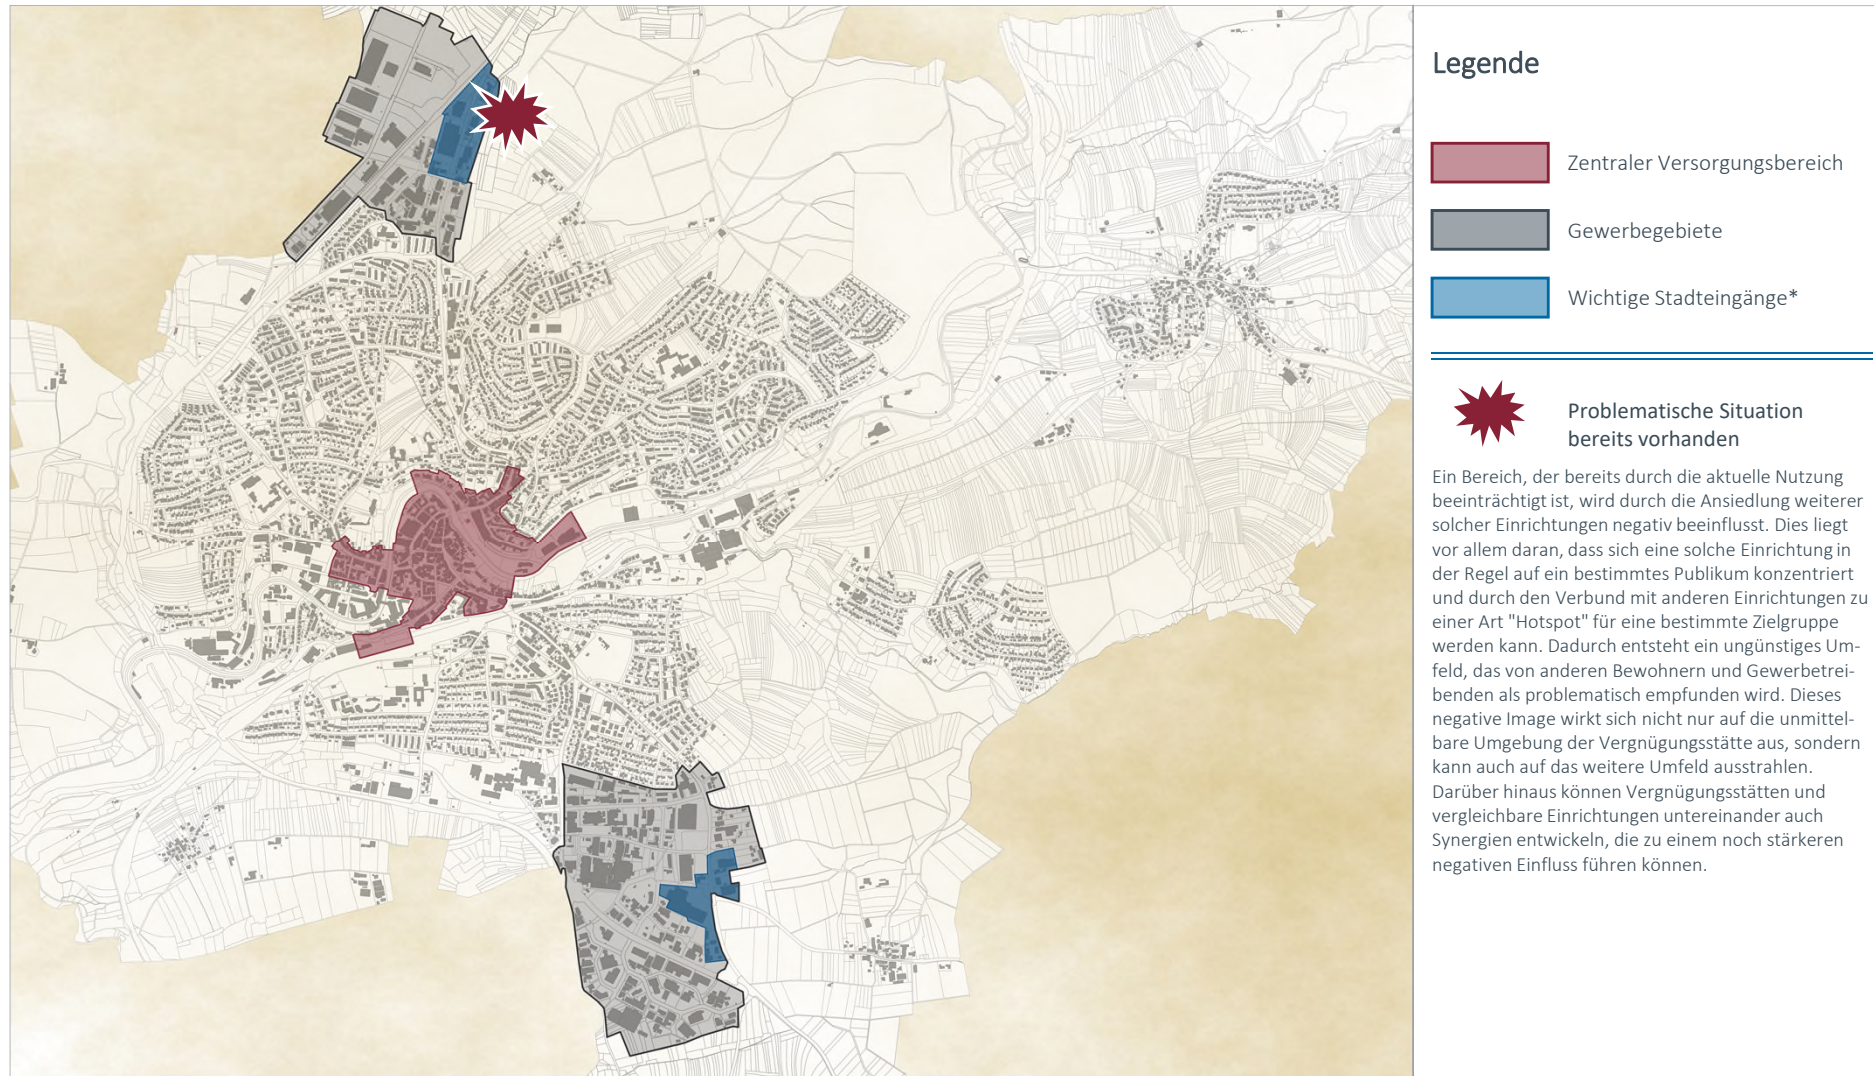 Legende
Zentraler Versorgungsbereich
Gewerbegebiete
Wichtige Stadteingänge*
Problematische Situation
bereits vorhanden
Ein Bereich, der bereits durch die aktuelle Nutzung
beeinträchtigt ist, wird durch die Ansiedlung weiterer
solcher Einrichtungen negativ beeinflusst. Dies liegt
vor allem daran, dass sich eine solche Einrichtung in
der Regel auf ein bestimmtes Publikum konzentriert
und durch den Verbund mit anderen Einrichtungen zu
einer Art "Hotspot" für eine bestimmte Zielgruppe
werden kann. Dadurch entsteht ein ungünstiges Um-
feld, das von anderen Bewohnern und Gewerbetrei-
benden als problematisch empfunden wird. Dieses
negative Image wirkt sich nicht nur auf die unmittel-
bare Umgebung der Vergnügungsstätte aus, sondern
kann auch auf das weitere Umfeld ausstrahlen.
Darüber hinaus können Vergnügungsstätten und
vergleichbare Einrichtungen untereinander auch
Synergien entwickeln, die zu einem noch stärkeren
negativen Einfluss führen können.